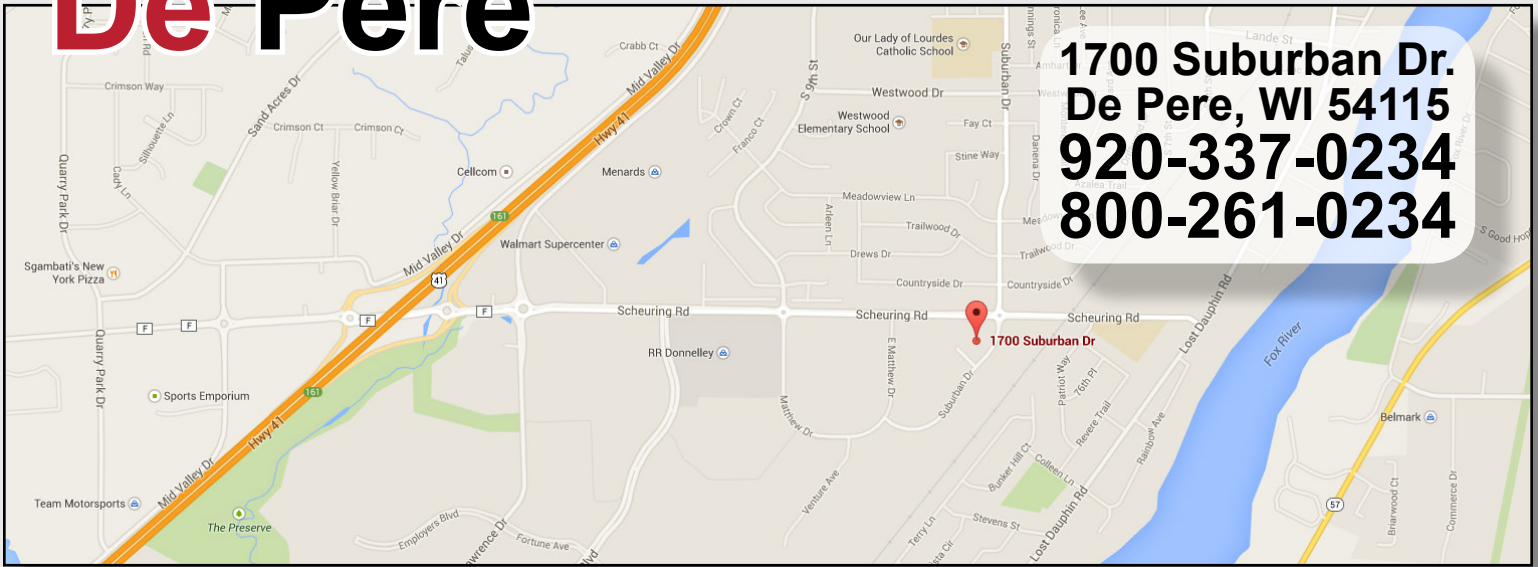 De Pere
1700 Suburban Dr.
De Pere, WI 54115
920-337-0234
800-261-0234
Crabb Ct
Mid Valley Dr
Our Lady of Lourdes
Catholic School
Suburban Dr
Lande St
Crimson Way
Sand Acres Dr
S 9th St
Westwood Dr
Silhouette Ln
Crimson Ct
Crimson Ct
Hwy 41
Crown Ct
Franco Ct
Westwood
Elementary School
Fay Ct
Danena Dr
Stine Way
Quarry Park Dr
Cady Ln
Yellow Briar Dr
Cellcom
Menards
Azalea Trail
Meadowview Ln
161
Arleen Ln
Trailwood Dr
Mid Valley Dr
Walmart Supercenter
Drews Dr
Trailwood Dr
Sgambati's New
York Pizza
41
Countryside Dr
Countryside Dr
F
F
F
F
Scheuring Rd
Scheuring Rd
Scheuring Rd
Lost Dauphin Rd
Fox River
1700 Suburban Dr
Quarry Park Dr
RR Donnelley
E Matthew Dr
Suburban Dr
Patriot Way
76th Pl
Sports Emporium
161
Matthew Dr
Revere Trail
Rainbow Ave
Belmark
Hwy 41
Mid Valley Dr
Bunker Hill Ct
Colleen Ln
Venture Ave
Team Motorsports
The Preserve
Employers Blvd
Fortune Ave
Terry Ln
Stevens St
Lost Dauphin Rd
57
Briarwood Ct
Commerce Dr